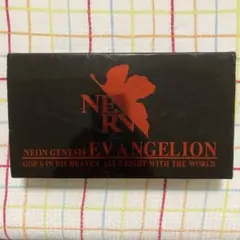 NERV
NEON GENESIS EVANGELION
GOD'S IN HIS HEAVEN. ALL'S RIGHT WITH THE WORLD